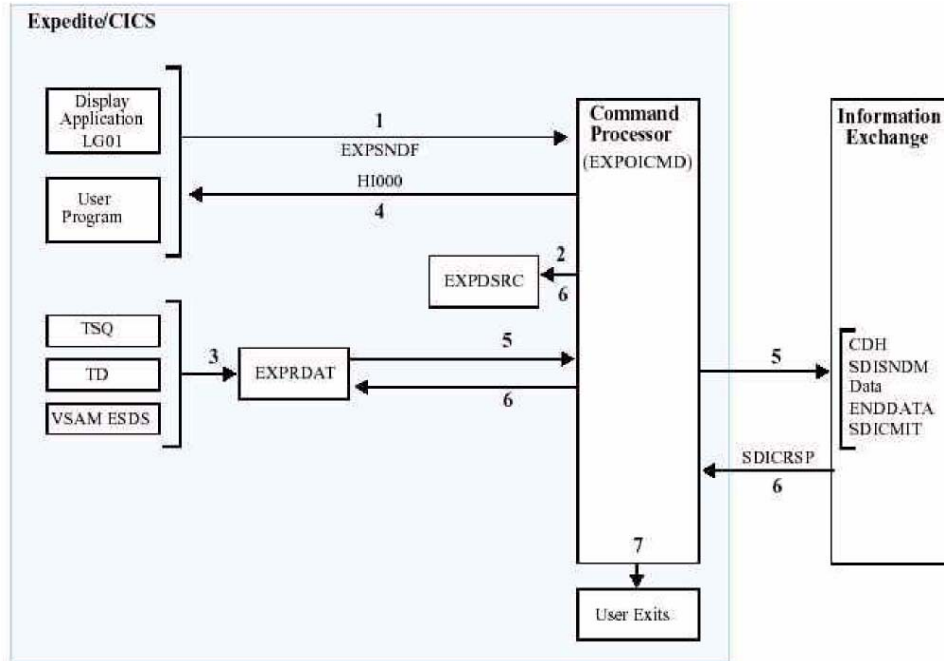 Expedite/CICS
Display
Application
LG01
User
Program
1
EXPSNDF
HI000
4
Command
Processor
(EXPOICMD)
Information
Exchange
2
EXPDSRC
6
TSQ
TD
VSAM ESDS
3
EXPRDAT
5
6
5
CDH
SDISNDM
Data
ENDDATA
SDICMIT
SDICRSP
6
7
User Exits